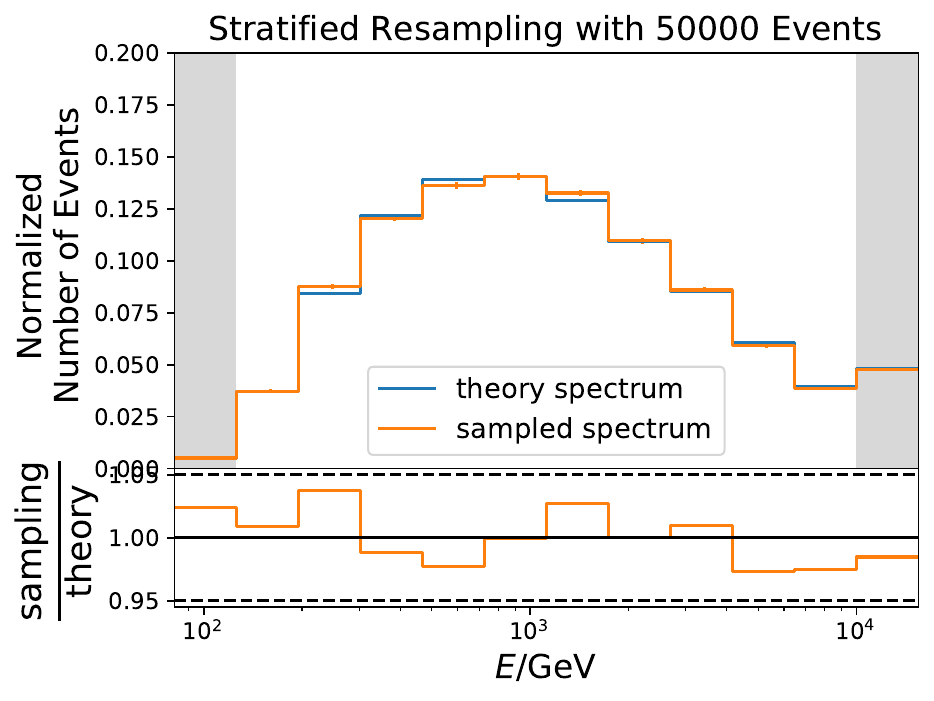 Stratified Resampling with 50000 Events
Normalized
Number of Events
0.200
0.175
0.150
0.125
0.100
0.075
0.050
0.025
0.000
theory spectrum
sampled spectrum
sampling
theory
1.05
1.00
0.95
10²
10³
10⁴
E/GeV